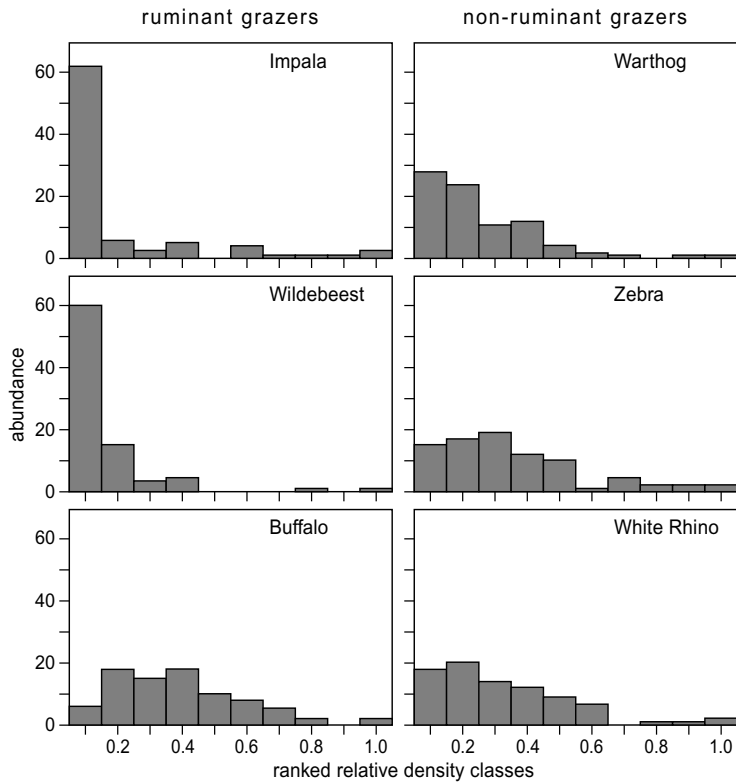 ruminant grazers
non-ruminant grazers
Impala
Warthog
60
40
20
0
Wildebeest
Zebra
60
40
20
0
abundance
Buffalo
White Rhino
60
40
20
0
0.2 0.4 0.6 0.8 1.0
0.2 0.4 0.6 0.8 1.0
ranked relative density classes